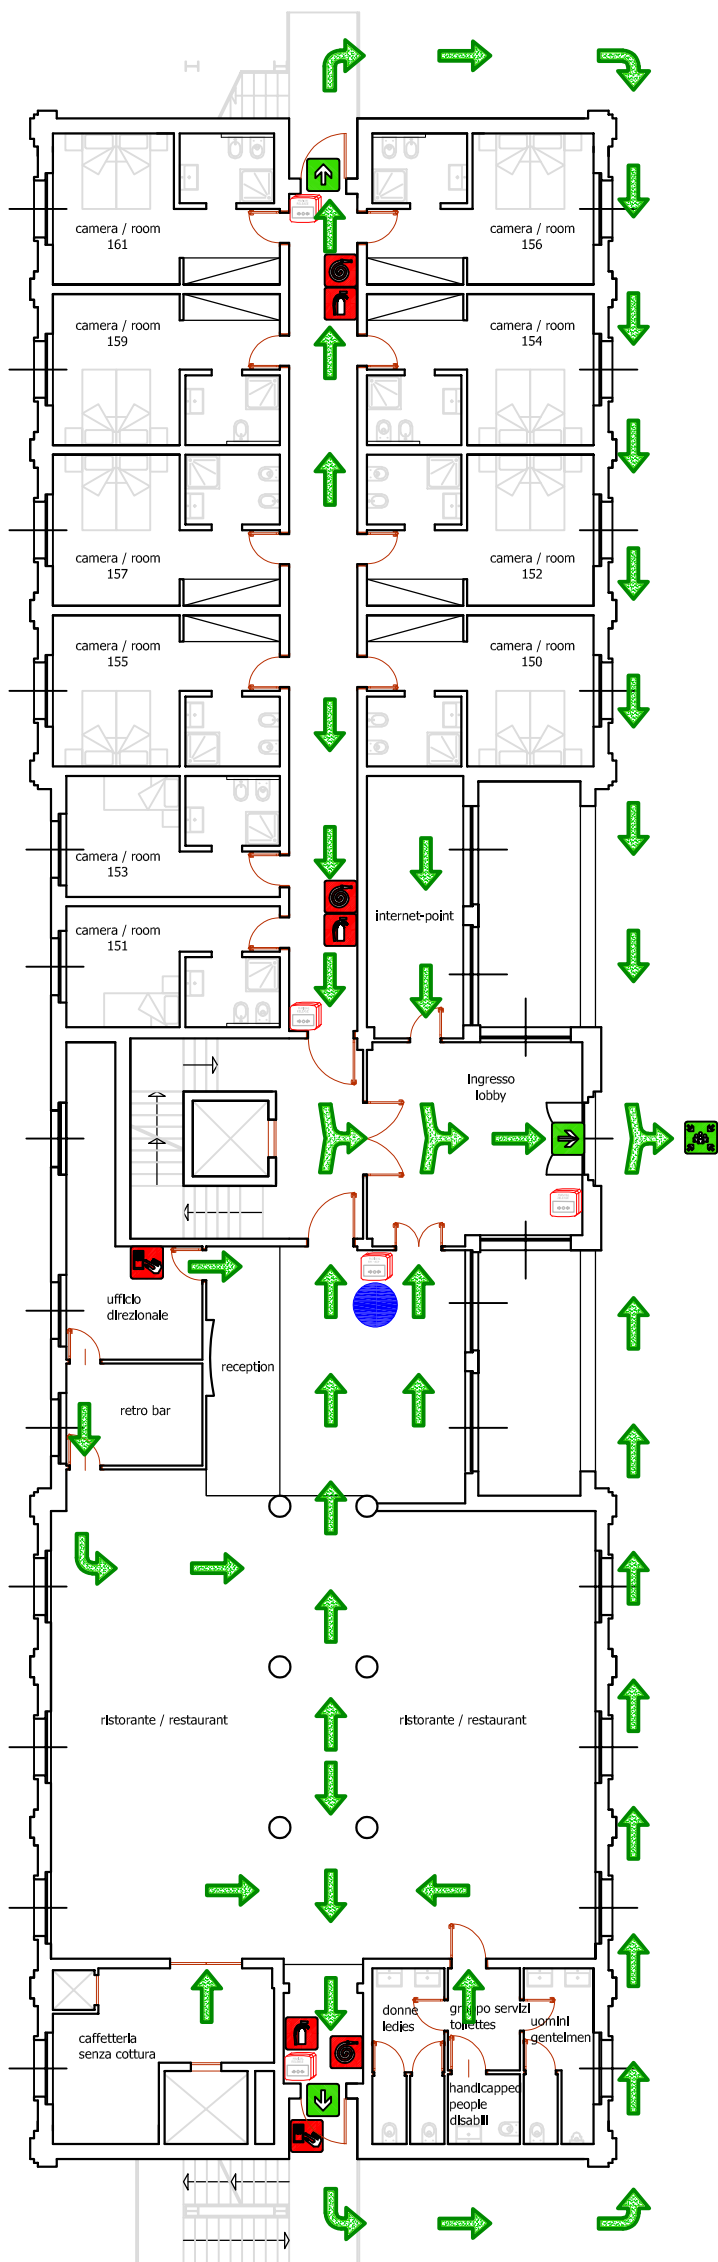 camera / room
161
camera / room
156
camera / room
159
camera / room
154
camera / room
157
camera / room
152
camera / room
155
camera / room
150
camera / room
153
internet-point
camera / room
151
Ingresso
lobby
ufficio
direzionale
reception
retro bar
ristorante / restaurant
ristorante / restaurant
caffetteria
senza cottura
donne
ledies
gruppo servizi
toilettes
uomini
gentelmen
handicapped
people
disabili